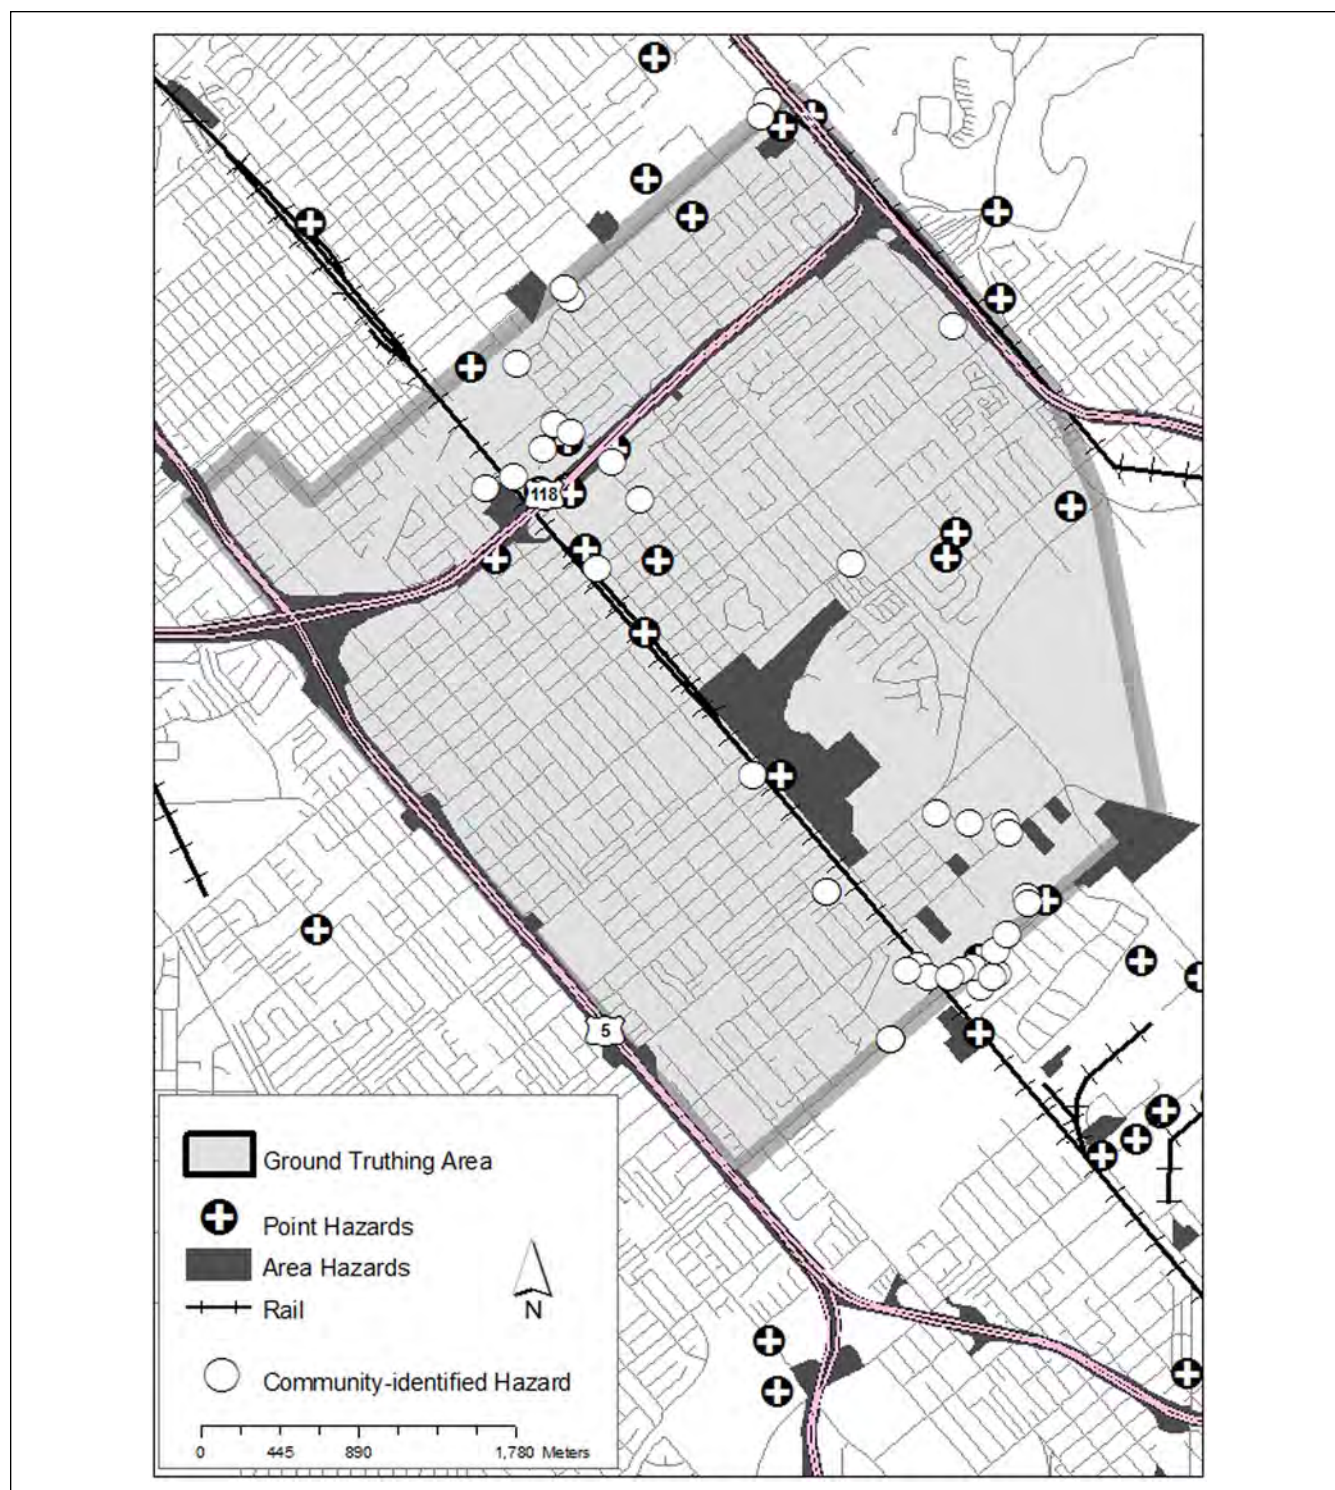 118
5
Ground Truthing Area
Point Hazards
Area Hazards
Rail
N
Community-identified Hazard
0 445 890 1,780 Meters